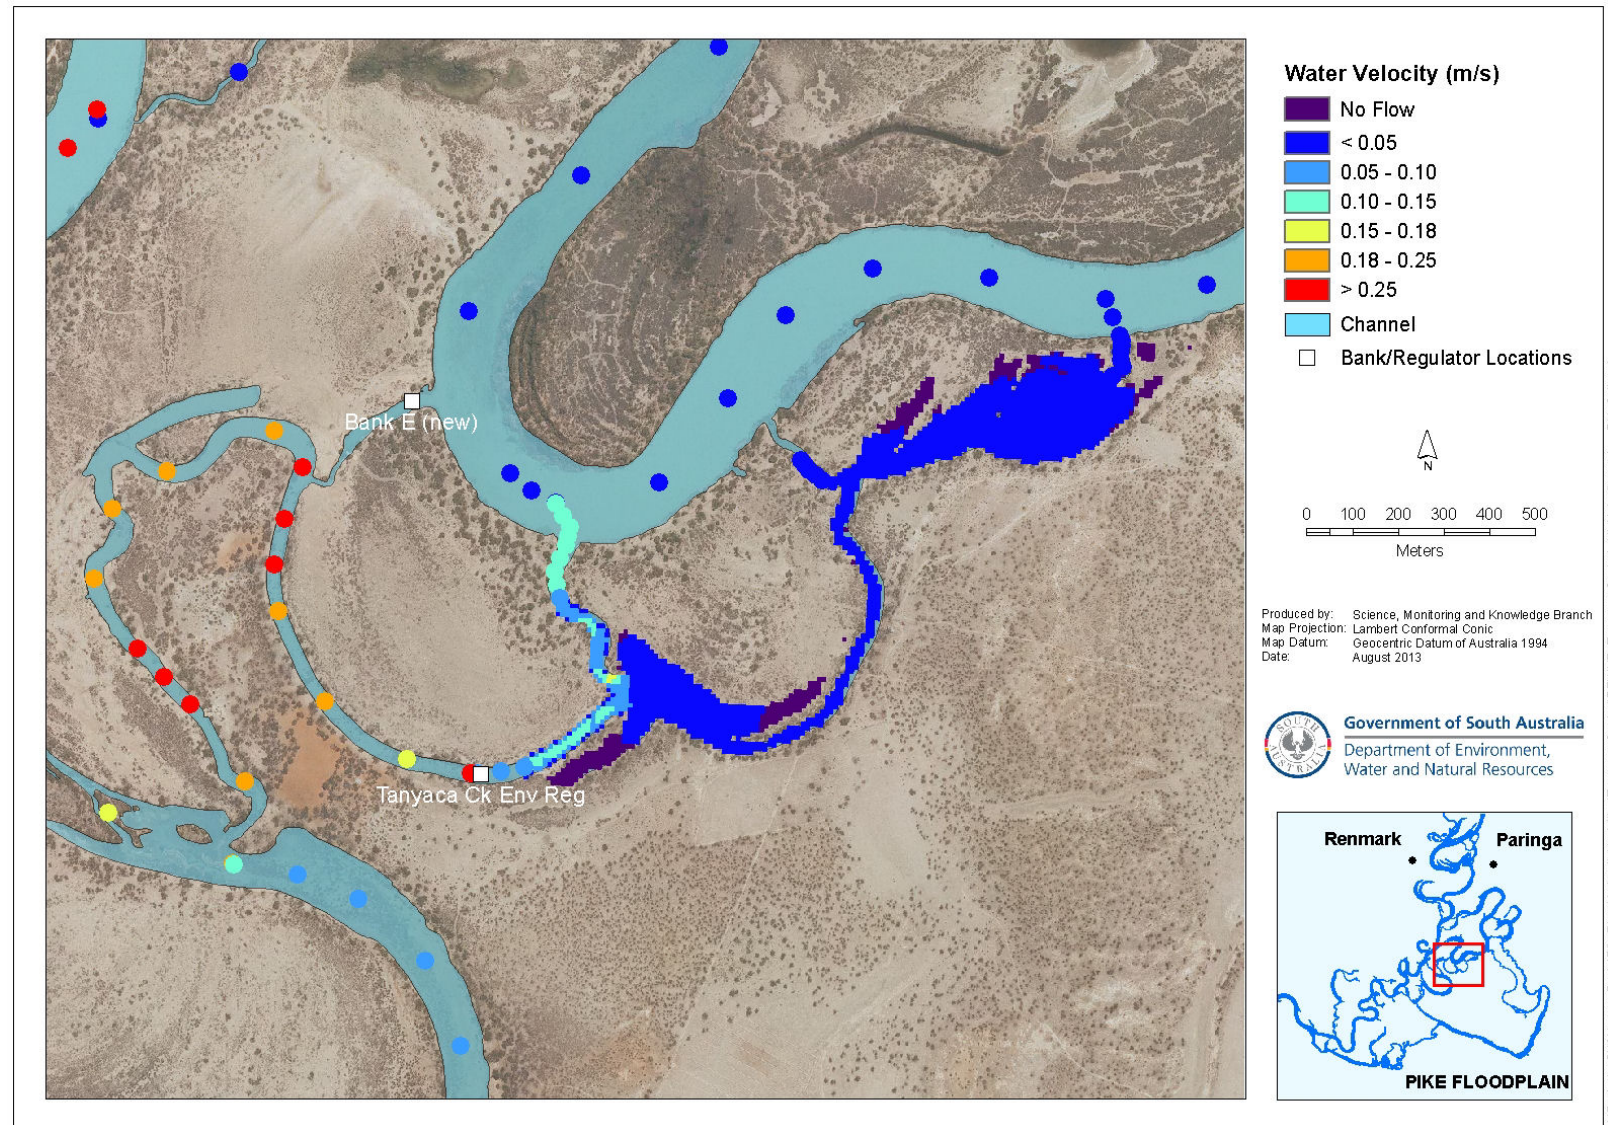 Bank E (new)
Tanyaca Ck Env Reg
Water Velocity (m/s)
No Flow
< 0.05
0.05 - 0.10
0.10 - 0.15
0.15 - 0.18
0.18 - 0.25
> 0.25
Channel
Bank/Regulator Locations
N
0 100 200 300 400 500
Meters
Produced by: Science, Monitoring and Knowledge Branch
Map Projection: Lambert Conformal Conic
Map Datum: Geocentric Datum of Australia 1994
Date: August 2013
SOUTH AUSTRALIA
Government of South Australia
Department of Environment,
Water and Natural Resources
Renmark Paringa
PIKE FLOODPLAIN